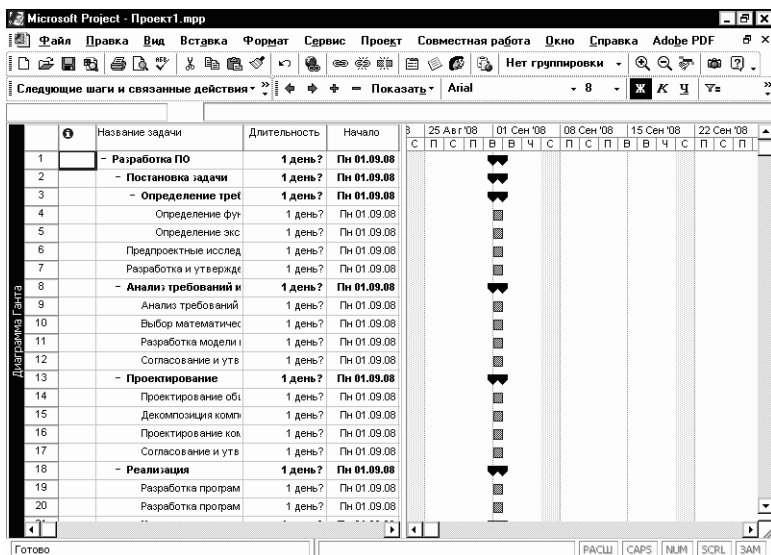 Microsoft Project - Проект1.mpp
Файл Правка Вид Вставка Формат Сервис Проект Совместная работа Окно Справка Adobe PDF
Нет группировки
Следующие шаги и связанные действия Показать Arial 8 Ж К Ч
Название задачи Длительность Начало 3 25 Авг '08 01 Сен '08 08 Сен '08 15 Сен '08 22 Сен '08
С П С П В В Ч С П С П В В Ч С П С П
1 − Разработка ПО 1 день? Пн 01.09.08
2 − Постановка задачи 1 день? Пн 01.09.08
3 − Определение треб 1 день? Пн 01.09.08
4 Определение фун 1 день? Пн 01.09.08
5 Определение экс 1 день? Пн 01.09.08
6 Предпроектные исслед 1 день? Пн 01.09.08
7 Разработка и утвержде 1 день? Пн 01.09.08
8 − Анализ требований и 1 день? Пн 01.09.08
9 Анализ требований 1 день? Пн 01.09.08
10 Выбор математичес 1 день? Пн 01.09.08
11 Разработка модели 1 день? Пн 01.09.08
12 Согласование и утв 1 день? Пн 01.09.08
13 − Проектирование 1 день? Пн 01.09.08
14 Проектирование общ 1 день? Пн 01.09.08
15 Декомпозиция комп 1 день? Пн 01.09.08
16 Проектирование ком 1 день? Пн 01.09.08
17 Согласование и утв 1 день? Пн 01.09.08
18 − Реализация 1 день? Пн 01.09.08
19 Разработка програм 1 день? Пн 01.09.08
20 Разработка програм 1 день? Пн 01.09.08
Диаграмма Ганта
Готово РАСШ CAPS NUM SCRL ЗАМ